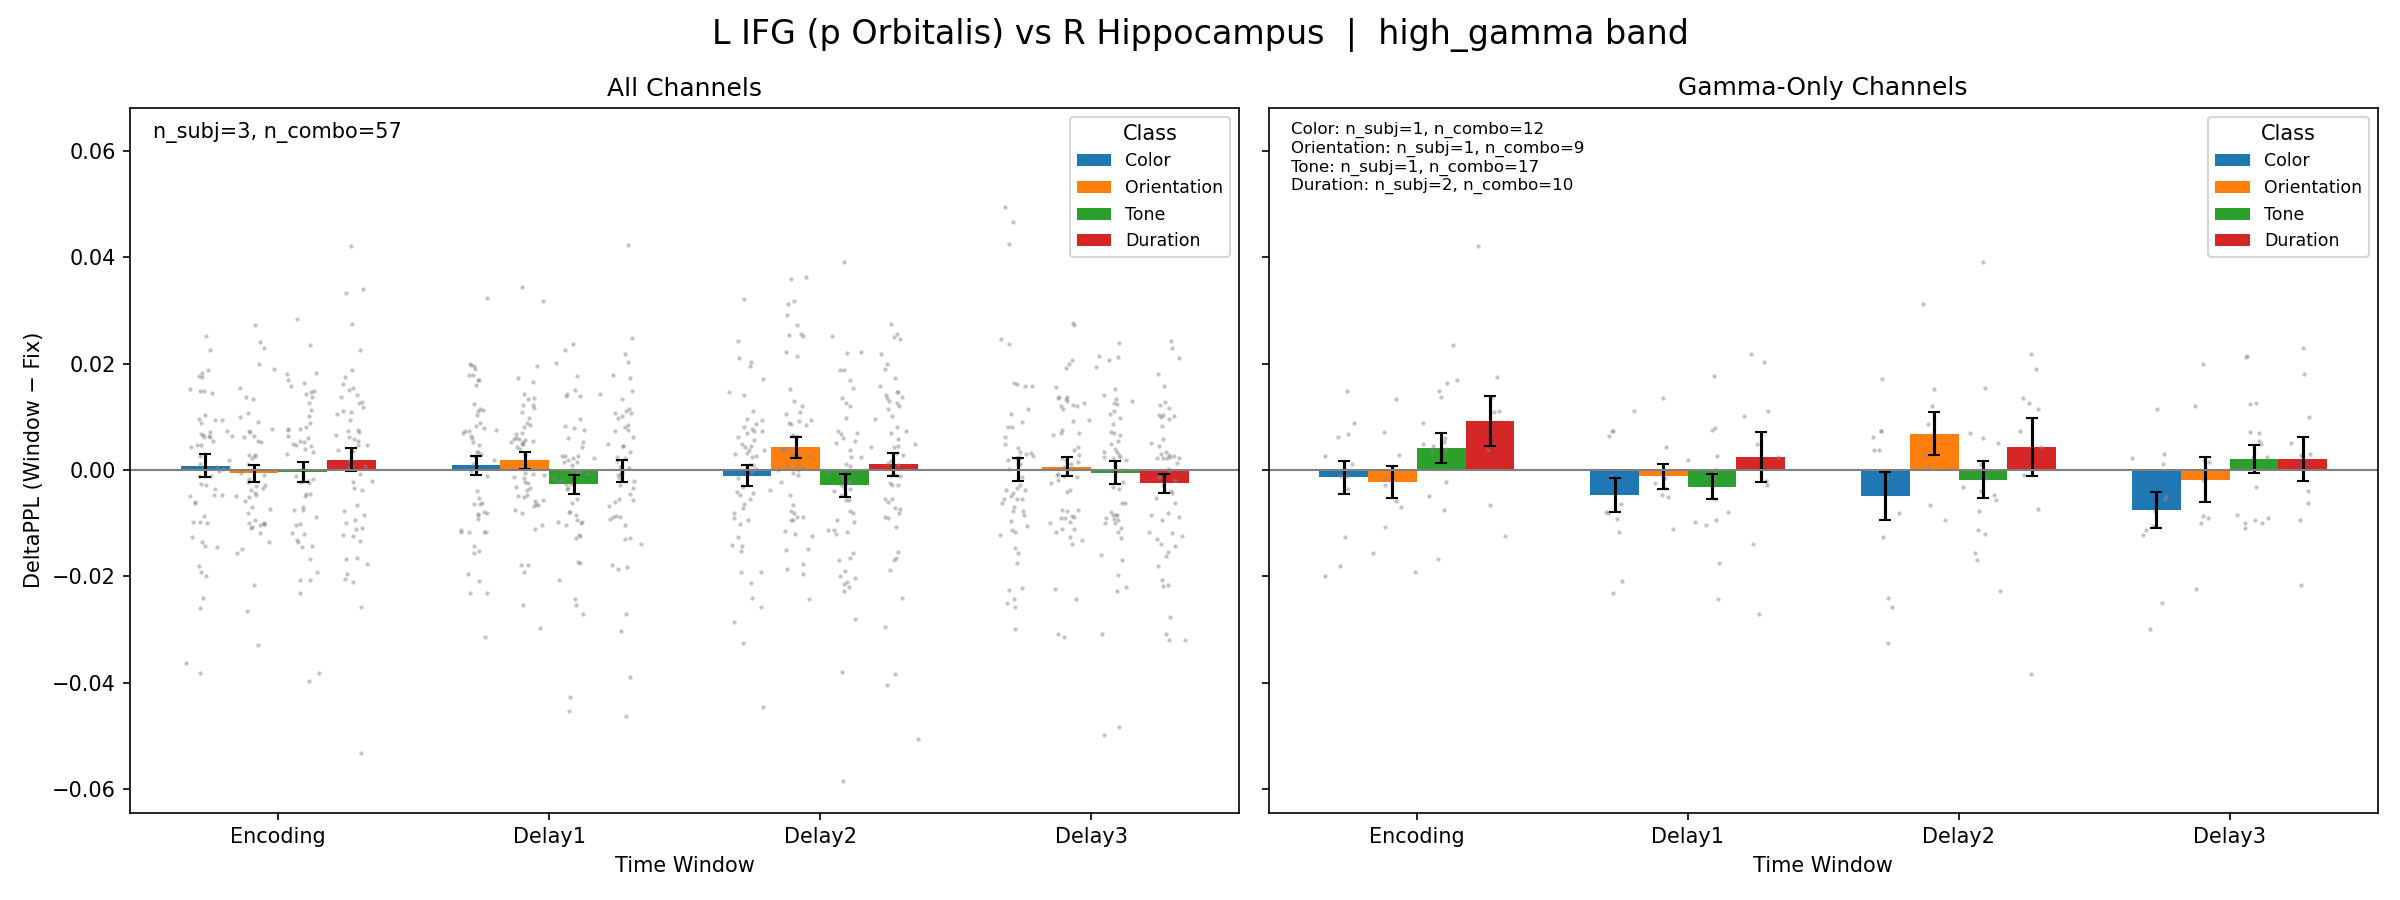 L IFG (p Orbitalis) vs R Hippocampus | high_gamma band
All Channels
n_subj=3, n_combo=57
Class
Color
Orientation
Tone
Duration
DeltaPPL (Window − Fix)
0.06
0.04
0.02
0.00
−0.02
−0.04
−0.06
Encoding
Delay1
Delay2
Delay3
Time Window
Gamma-Only Channels
Color: n_subj=1, n_combo=12
Orientation: n_subj=1, n_combo=9
Tone: n_subj=1, n_combo=17
Duration: n_subj=2, n_combo=10
Class
Color
Orientation
Tone
Duration
Encoding
Delay1
Delay2
Delay3
Time Window